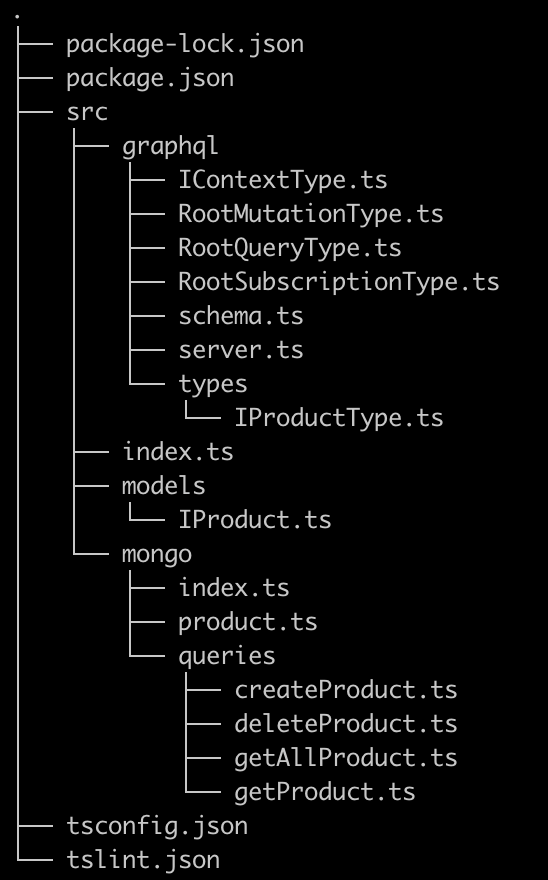 .
├── package-lock.json
├── package.json
├── src
│   ├── graphql
│   │   ├── IContextType.ts
│   │   ├── RootMutationType.ts
│   │   ├── RootQueryType.ts
│   │   ├── RootSubscriptionType.ts
│   │   ├── schema.ts
│   │   ├── server.ts
│   │   └── types
│   │       └── IProductType.ts
│   ├── index.ts
│   ├── models
│   │   └── IProduct.ts
│   └── mongo
│       ├── index.ts
│       ├── product.ts
│       └── queries
│           ├── createProduct.ts
│           ├── deleteProduct.ts
│           ├── getAllProduct.ts
│           └── getProduct.ts
├── tsconfig.json
└── tslint.json